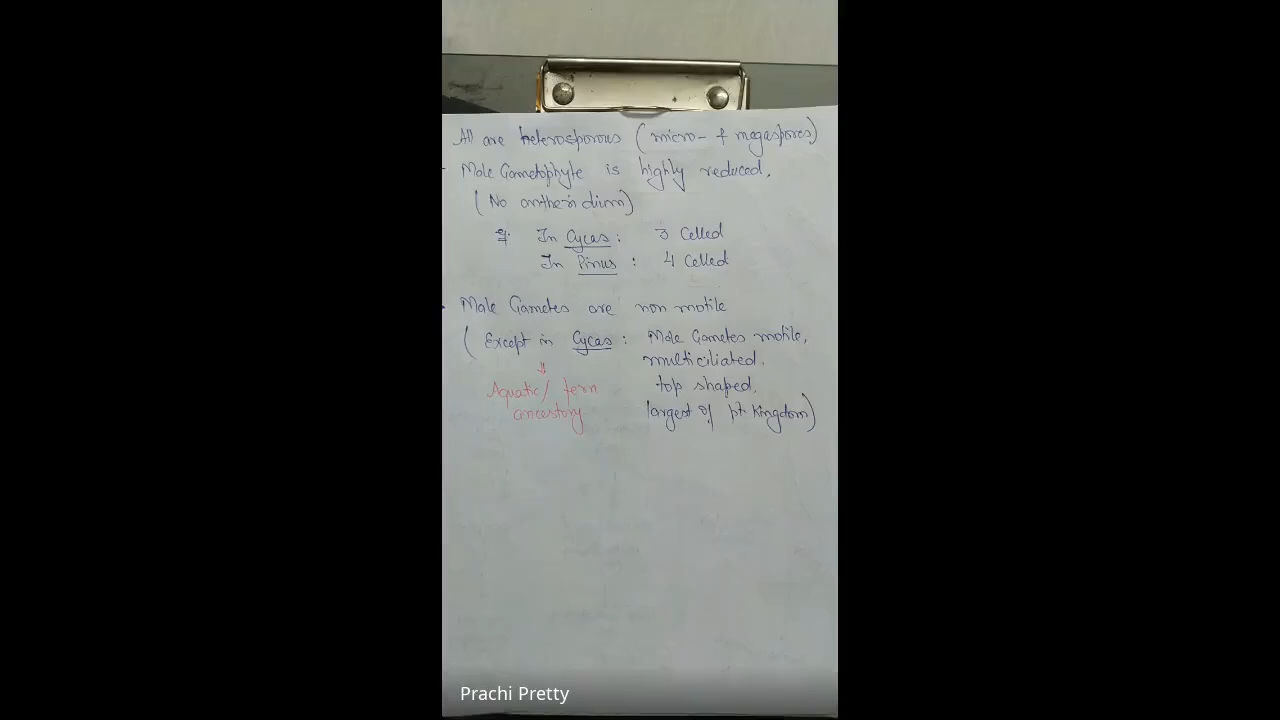 All are heterosporous (micro- + megaspores)
- Male Gametophyte is highly reduced.
(No antheridium)
eg. In Cycas : 3 Celled
In Pinus : 4 Celled
• Male Gametes are non motile
(Except in Cycas : Male Gametes motile,
multiciliated.
⇓
Aquatic/ fern
ancestory
top shaped,
largest of pt. Kingdom)
Prachi Pretty